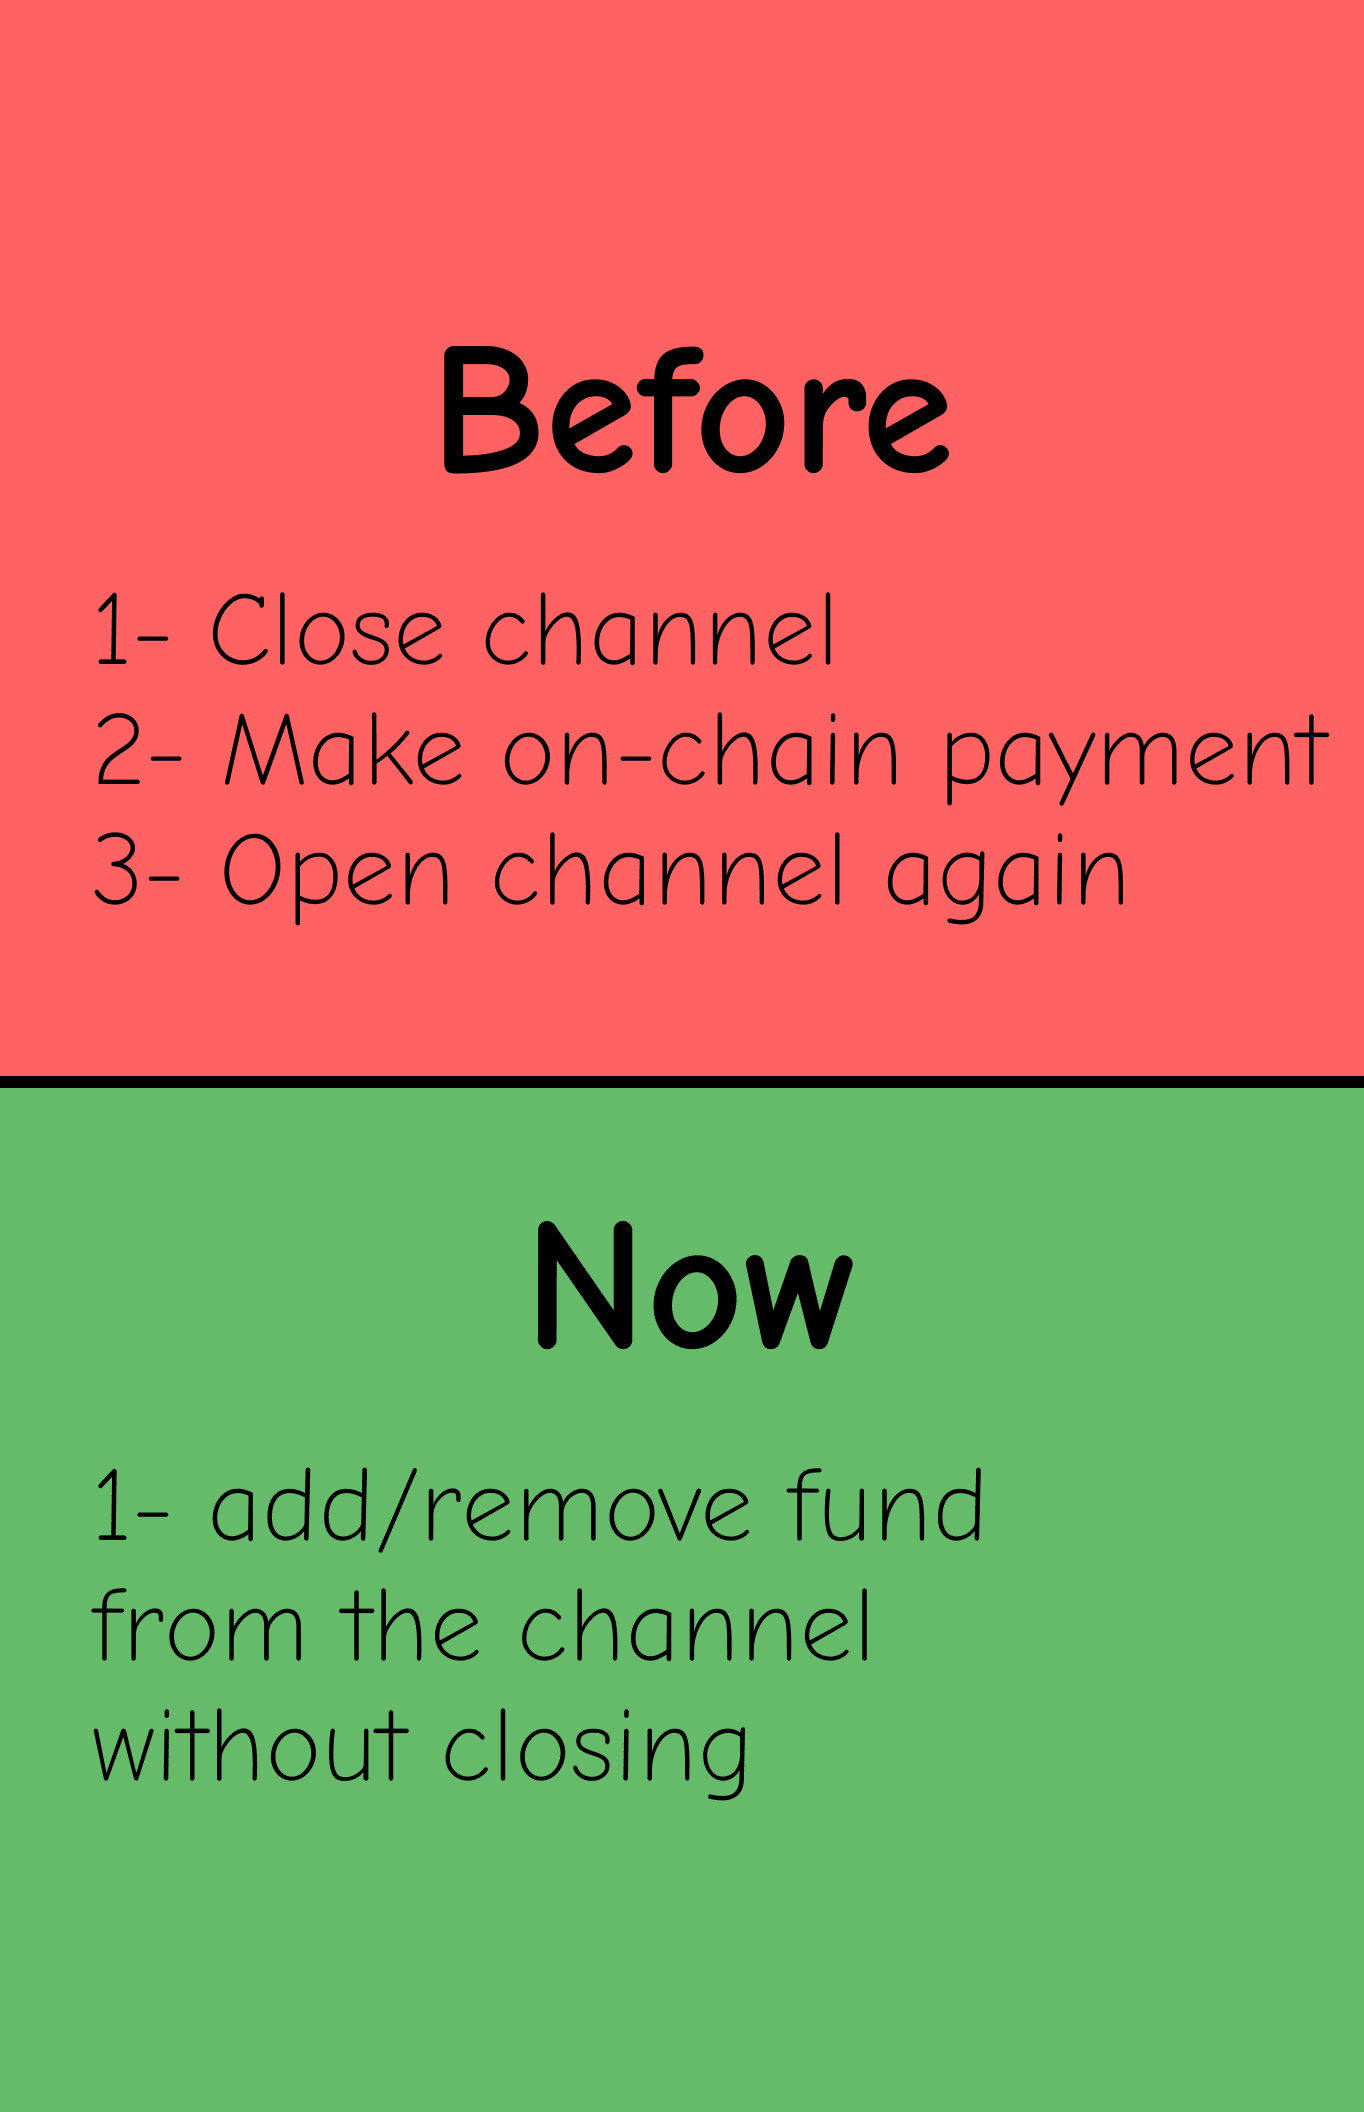 Before
1- Close channel
2- Make on-chain payment
3- Open channel again
Now
1- add/remove fund
from the channel
without closing